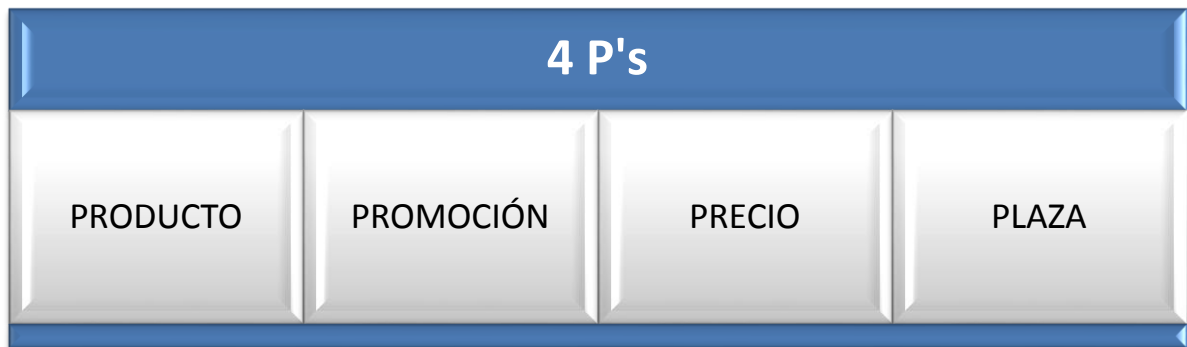 4 P's
PRODUCTO
PROMOCIÓN
PRECIO
PLAZA